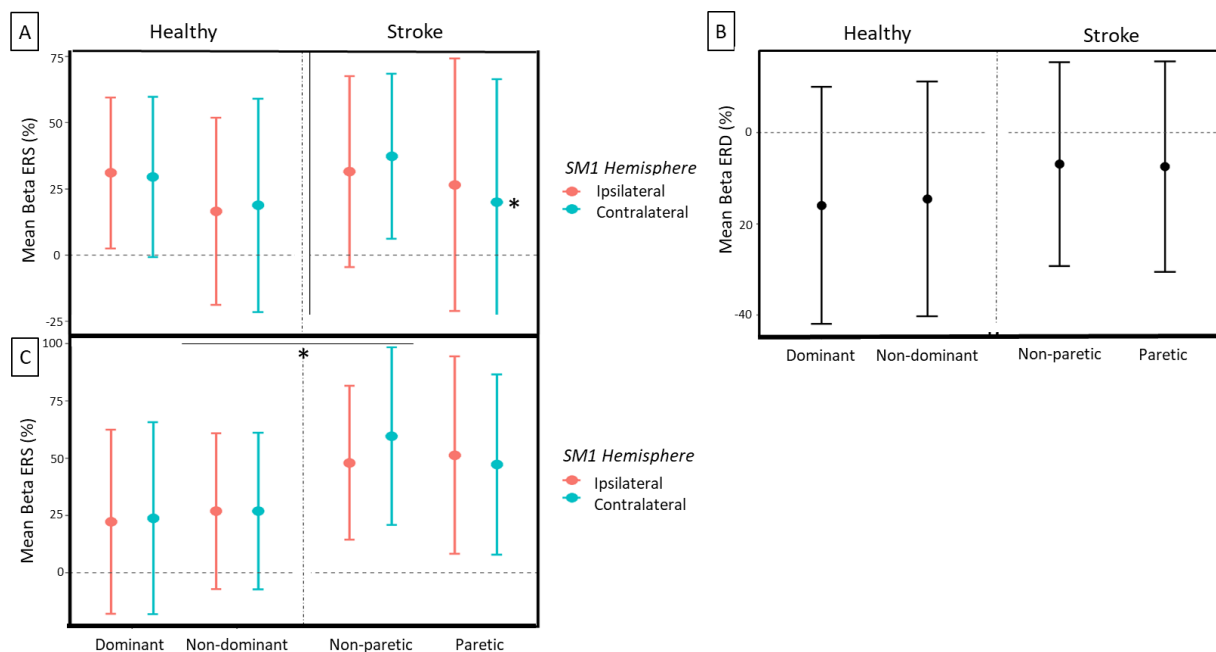 A
Healthy
Stroke
75
50
25
0
-25
Mean Beta ERS (%)
*
SM1 Hemisphere
Ipsilateral
Contralateral
B
Healthy
Stroke
0
20
-40
Mean Beta ERD (%)
Dominant
Non-dominant
Non-paretic
Paretic
C
100
75
50
25
0
Mean Beta ERS (%)
*
SM1 Hemisphere
Ipsilateral
Contralateral
Dominant
Non-dominant
Non-paretic
Paretic